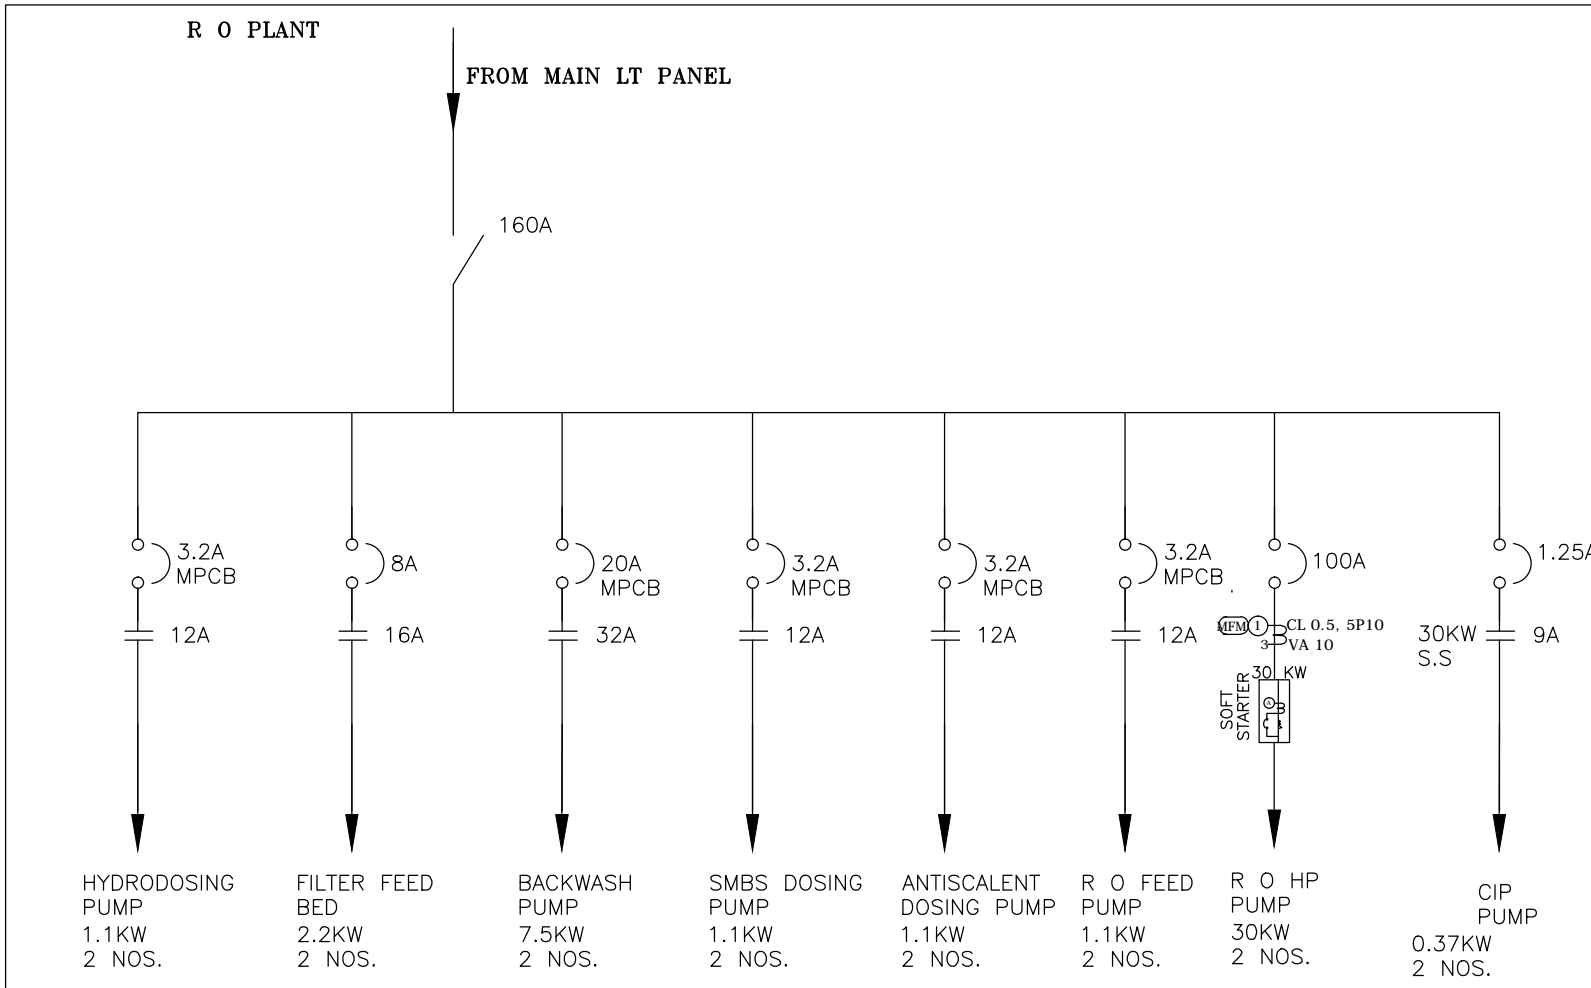 R O PLANT
FROM MAIN LT PANEL
160A
3.2A
MPCB
12A
8A
16A
20A
MPCB
32A
3.2A
MPCB
12A
3.2A
MPCB
12A
3.2A
MPCB
12A
100A
MFM 1 CL 0.5, 5P10
3 VA 10
30 KW
SOFT
STARTER
A
1.25A
30KW
S.S
9A
HYDRODOSING
PUMP
1.1KW
2 NOS.
FILTER FEED
BED
2.2KW
2 NOS.
BACKWASH
PUMP
7.5KW
2 NOS.
SMBS DOSING
PUMP
1.1KW
2 NOS.
ANTISCALENT
DOSING PUMP
1.1KW
2 NOS.
R O FEED
PUMP
1.1KW
2 NOS.
R O HP
PUMP
30KW
2 NOS.
CIP
PUMP
0.37KW
2 NOS.